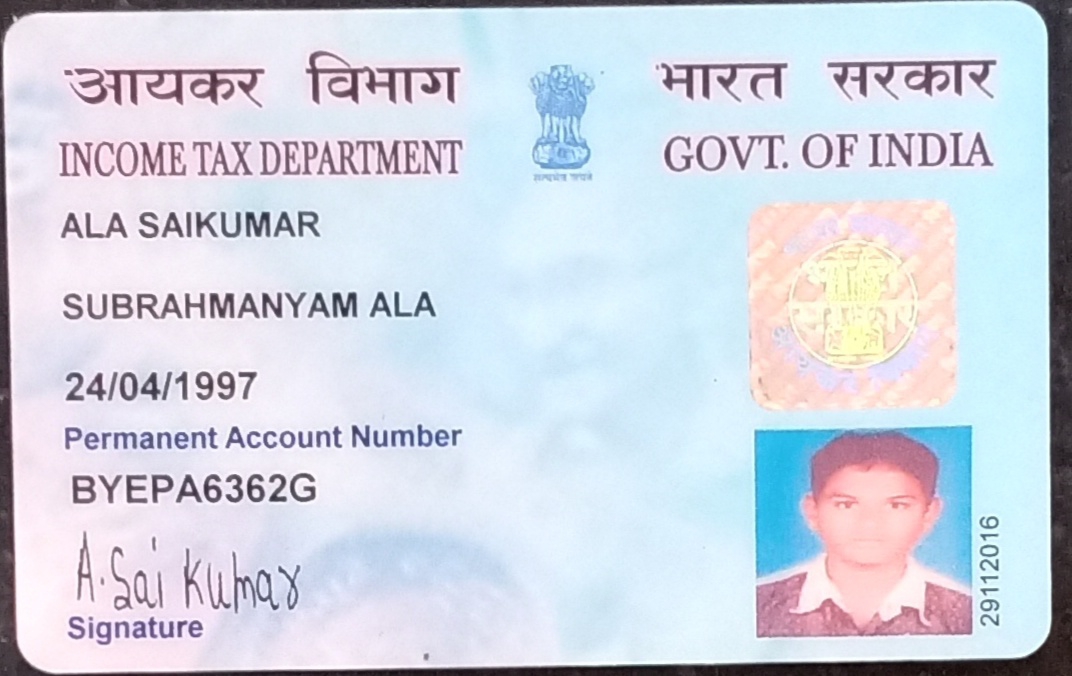 आयकर विभाग
INCOME TAX DEPARTMENT
भारत सरकार
GOVT. OF INDIA
सत्यमेव जयते
ALA SAIKUMAR
SUBRAHMANYAM ALA
24/04/1997
Permanent Account Number
BYEPA6362G
A.Sai Kumar
Signature
29112016